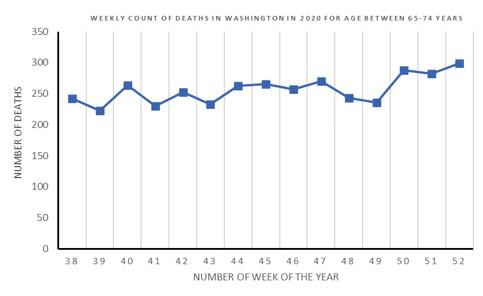 WEEKLY COUNT OF DEATHS IN WASHINGTON IN 2020 FOR AGE BETWEEN 65-74 YEARS
350
300
250
200
150
100
50
0
NUMBER OF DEATHS
38 39 40 41 42 43 44 45 46 47 48 49 50 51 52
NUMBER OF WEEK OF THE YEAR